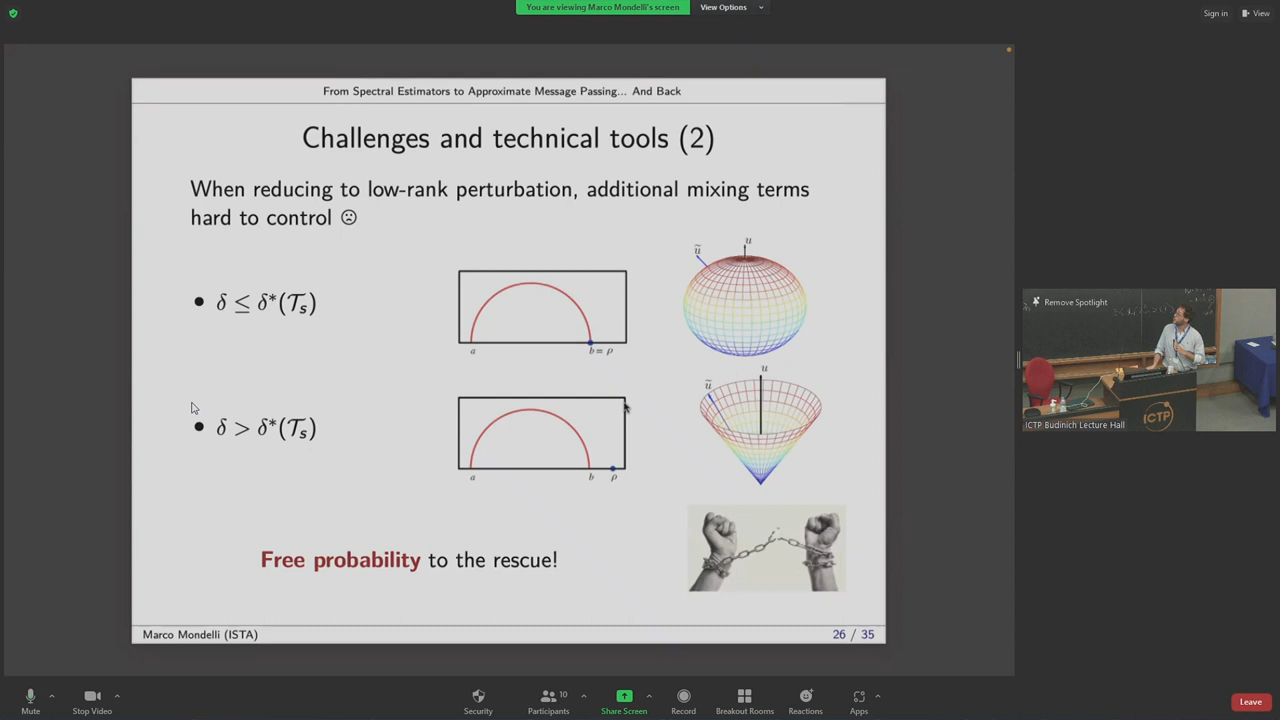 You are viewing Marco Mondelli's screen
View Options
Sign in
View
From Spectral Estimators to Approximate Message Passing... And Back
Challenges and technical tools (2)
When reducing to low-rank perturbation, additional mixing terms
hard to control ☹
• δ ≤ δ*(𝒯s)
a
b = ρ
ũ
u
• δ > δ*(𝒯s)
a
b
ρ
ũ
u
Free probability to the rescue!
Marco Mondelli (ISTA)
26 / 35
Remove Spotlight
ICTP
ICTP Budinich Lecture Hall
Mute
Stop Video
Security
Participants
10
Share Screen
Record
Breakout Rooms
Reactions
Apps
Leave